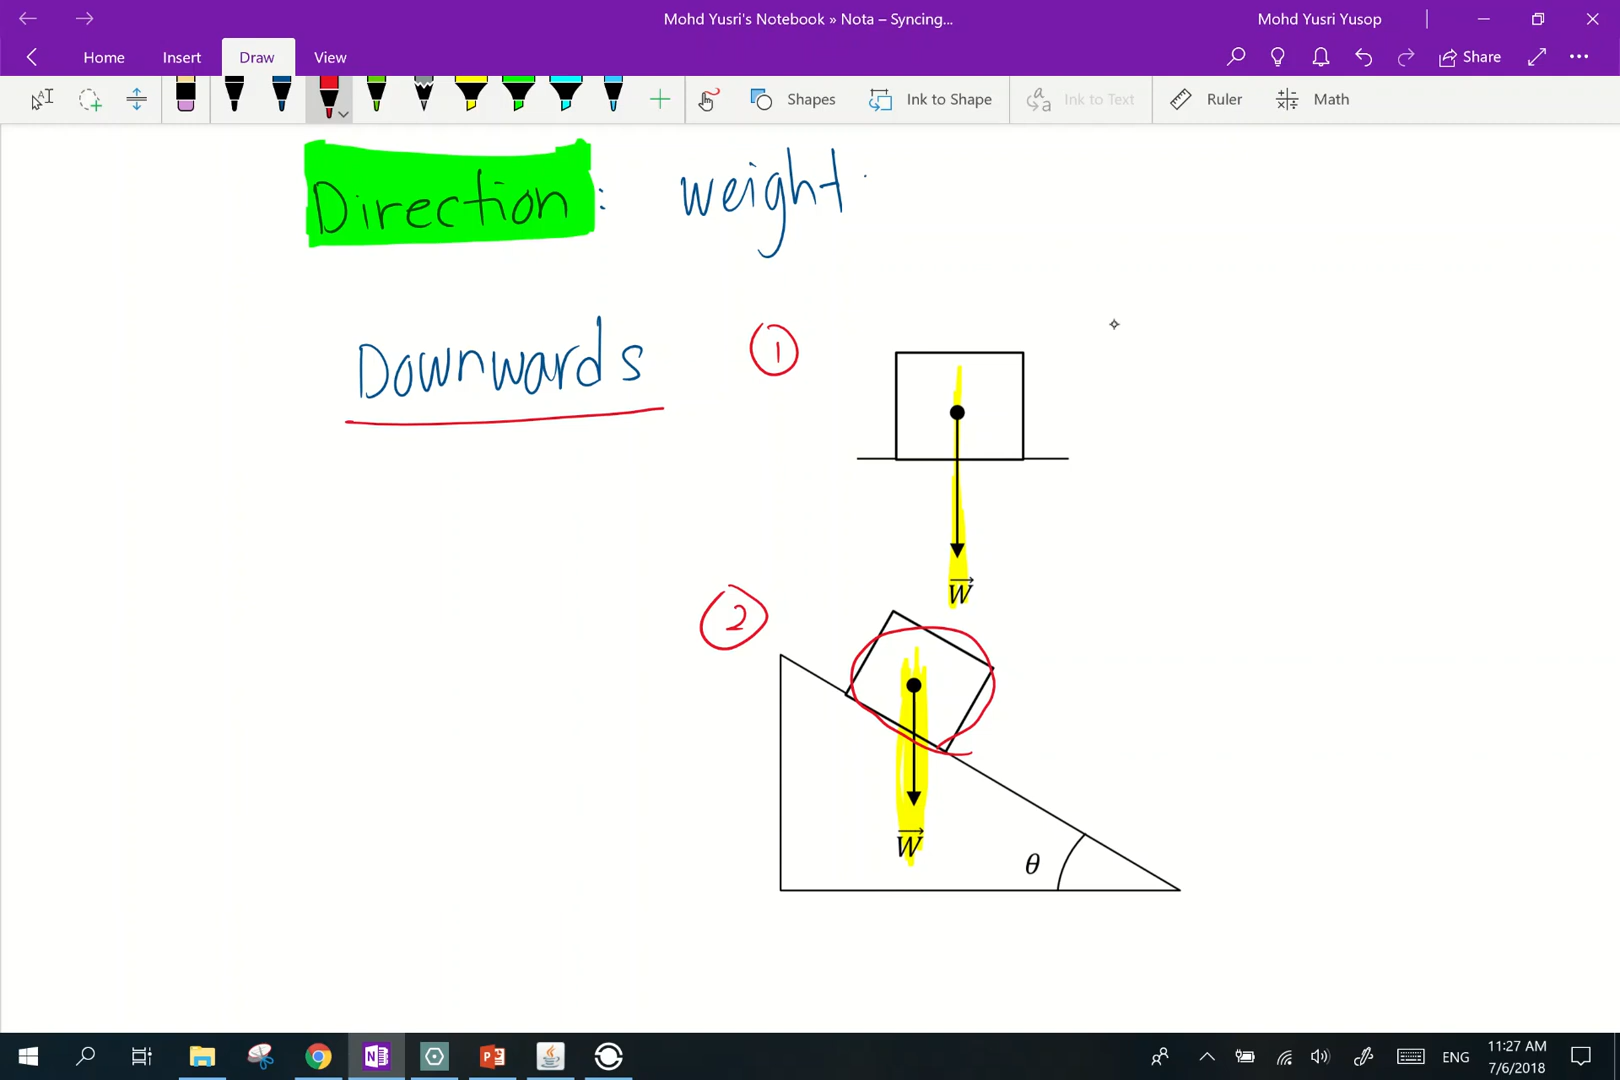 Mohd Yusri's Notebook » Nota – Syncing...
Mohd Yusri Yusop
Home
Insert
Draw
View
Share
Shapes
Ink to Shape
Ink to Text
Ruler
Math
Direction : weight
Downwards
1
W
2
W
θ
ENG
11:27 AM
7/6/2018